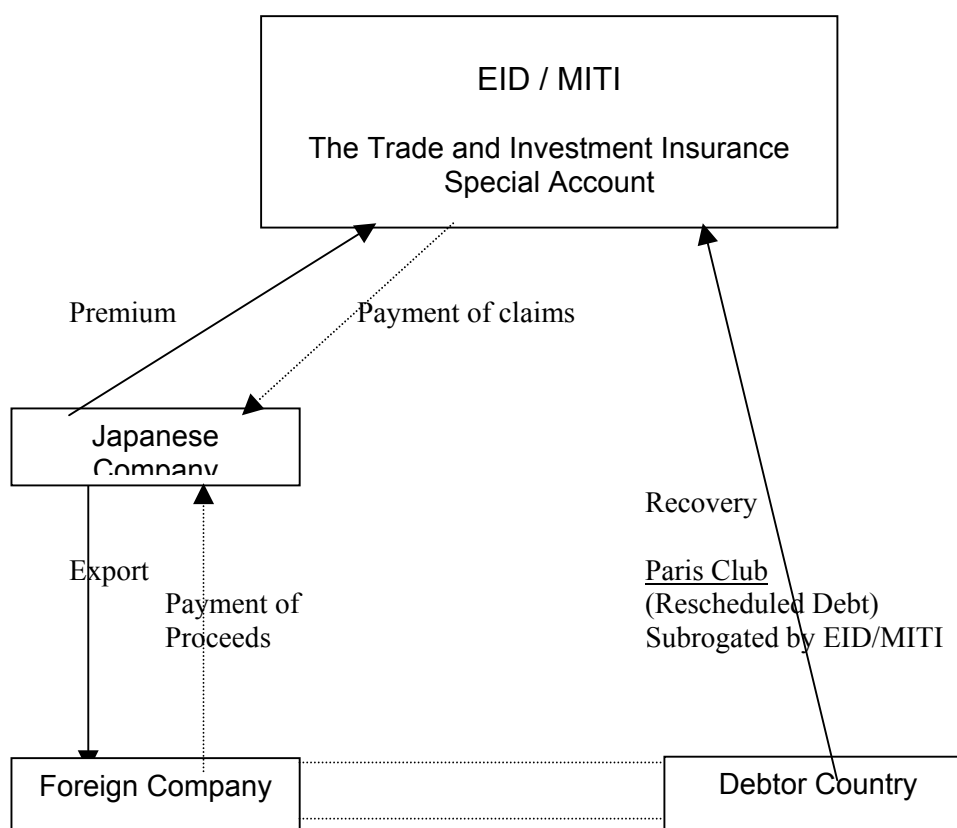 EID / MITI
The Trade and Investment Insurance
Special Account
Premium
Payment of claims
Japanese
Company
Recovery
Export
Paris Club
Payment of
(Rescheduled Debt)
Proceeds
Subrogated by EID/MITI
Foreign Company
Debtor Country